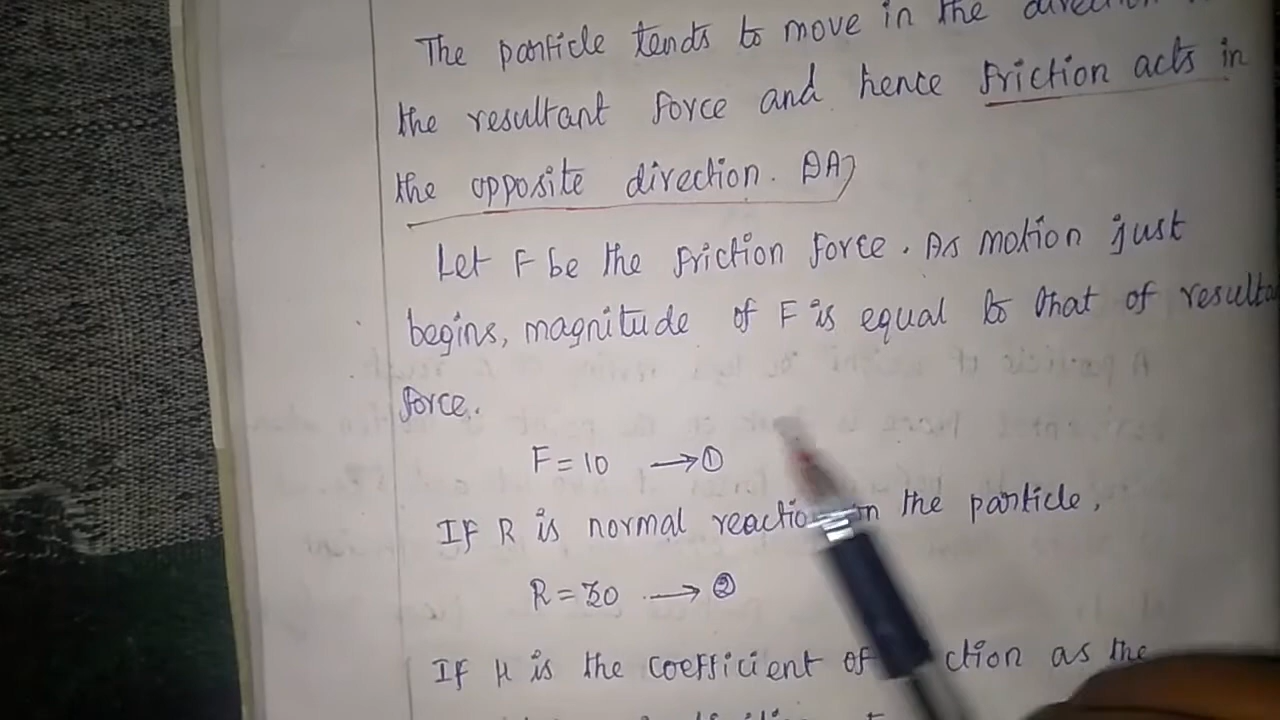 The particle tends to move in the
the resultant force and hence friction acts in
the opposite direction.
Let F be the friction force. As motion just
begins, magnitude of F is equal to that of
force.
F = 10 → ①
If R is normal the particle,
R = 30 → ②
If μ is the coefficient of as the